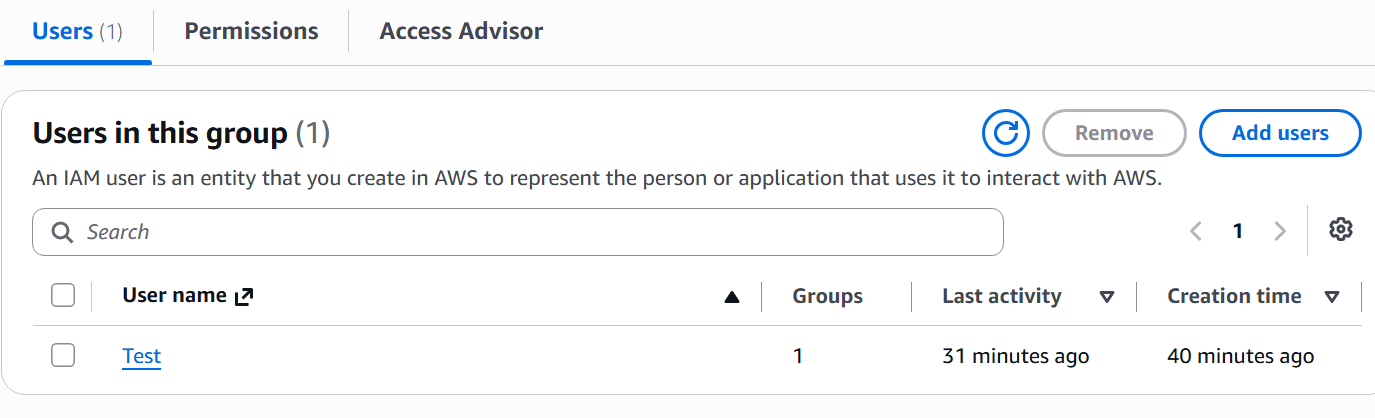 Users (1) Permissions Access Advisor
Users in this group (1) Remove Add users
An IAM user is an entity that you create in AWS to represent the person or application that uses it to interact with AWS.
Search 1
User name Groups Last activity Creation time
Test 1 31 minutes ago 40 minutes ago